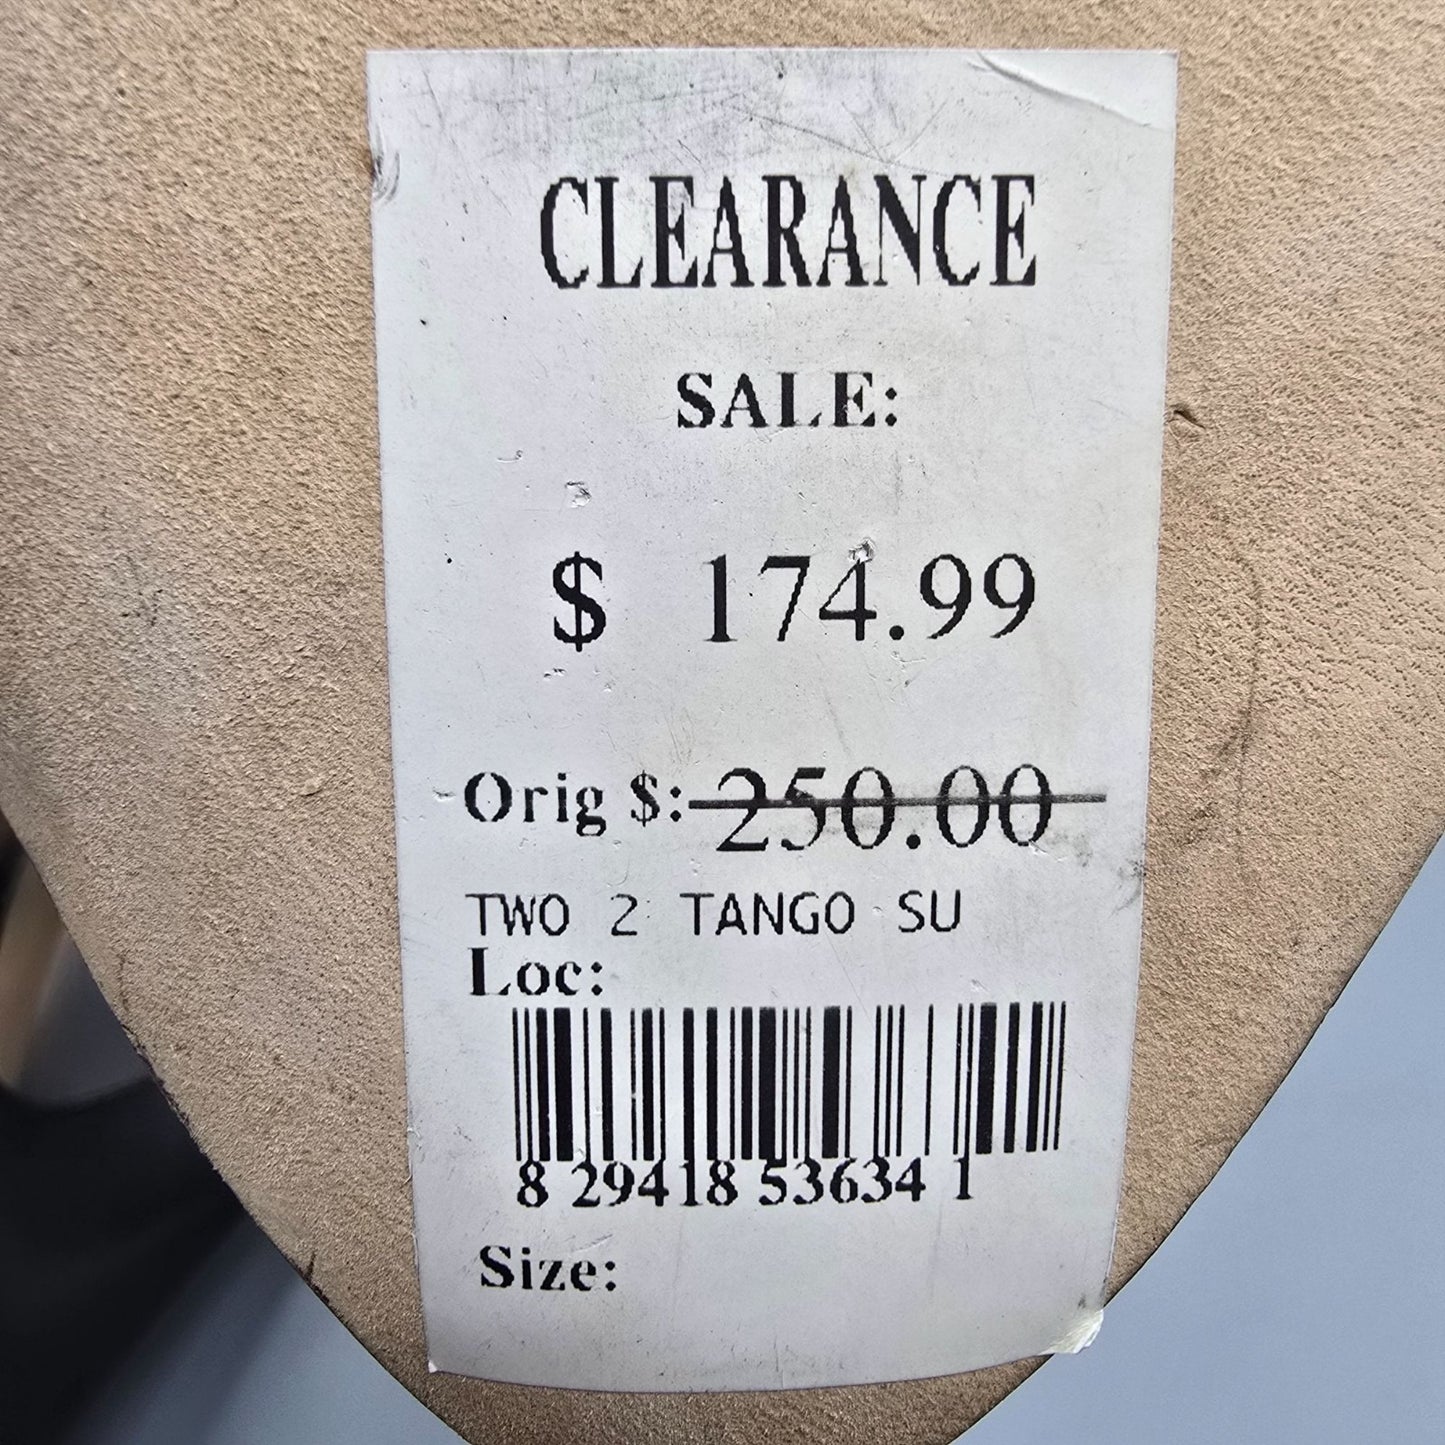 CLEARANCE
SALE:
$ 174.99
Orig $: 250.00
TWO 2 TANGO SU
Loc:
8 29418 53634 1
Size: